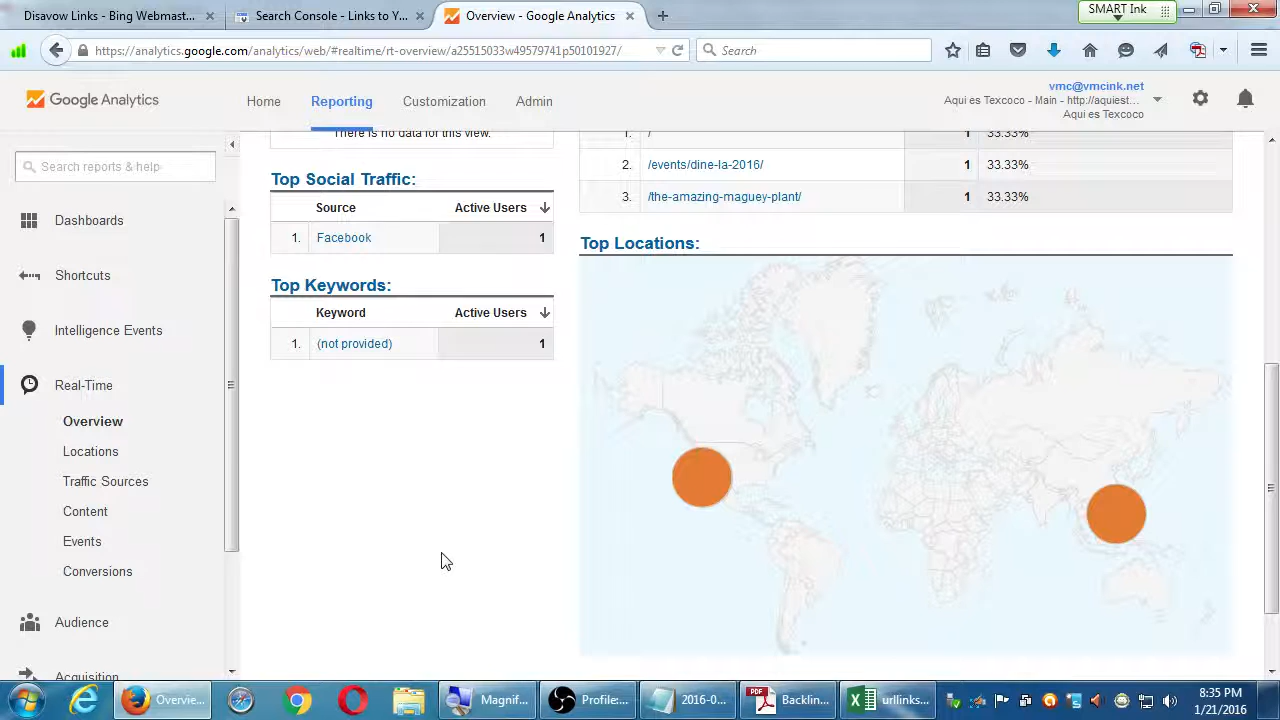 Disavow Links - Bing Webmast...
Search Console - Links to Y...
Overview - Google Analytics
SMART Ink
https://analytics.google.com/analytics/web/#realtime/rt-overview/a25515033w49579741p50101927/
Search
Google Analytics
Home
Reporting
Customization
Admin
vmc@vmcink.net
Aqui es Texcoco - Main - http://aquiest...
Aqui es Texcoco
Search reports & help
Dashboards
Shortcuts
Intelligence Events
Real-Time
Overview
Locations
Traffic Sources
Content
Events
Conversions
Audience
Acquisition
There is no data for this view.
Top Social Traffic:
Source Active Users
1. Facebook 1
Top Keywords:
Keyword Active Users
1. (not provided) 1
1. / 1 33.33%
2. /events/dine-la-2016/ 1 33.33%
3. /the-amazing-maguey-plant/ 1 33.33%
Top Locations:
Overvie...
Magnif...
Profile:...
2016-0...
PDF
Backlin...
urllinks...
8:35 PM
1/21/2016